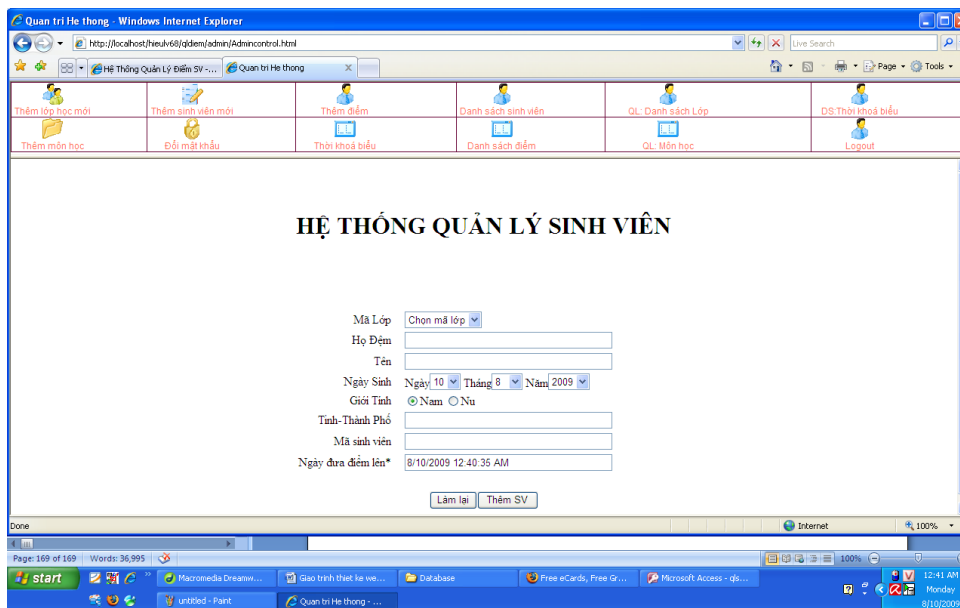 Quan tri He thong - Windows Internet Explorer
http://localhost/hieulv68/qldiem/admin/Admincontrol.html
Live Search
Hệ Thống Quản Lý Điểm SV -...
Quan tri He thong
Page
Tools
Thêm lớp học mới
Thêm sinh viên mới
Thêm điểm
Danh sách sinh viên
QL: Danh sách Lớp
DS:Thời khoá biểu
Thêm môn học
Đổi mât khẩu
Thời khoá biểu
Danh sách điểm
QL: Môn học
Logout
HỆ THỐNG QUẢN LÝ SINH VIÊN
Mã Lớp Chọn mã lớp
Họ Đệm
Tên
Ngày Sinh Ngày 10 Tháng 8 Năm 2009
Giới Tính Nam Nu
Tinh-Thành Phố
Mã sinh viên
Ngày đưa điểm lên* 8/10/2009 12:40:35 AM
Làm lại Thêm SV
Done
Internet
100%
Page: 169 of 169 Words: 36,995
100%
start
Macromedia Dreamw...
Giao trinh thiet ke we...
Database
Free eCards, Free Gr...
Microsoft Access - qls...
12:41 AM
untitled - Paint
Quan tri He thong - ...
Monday
8/10/2009